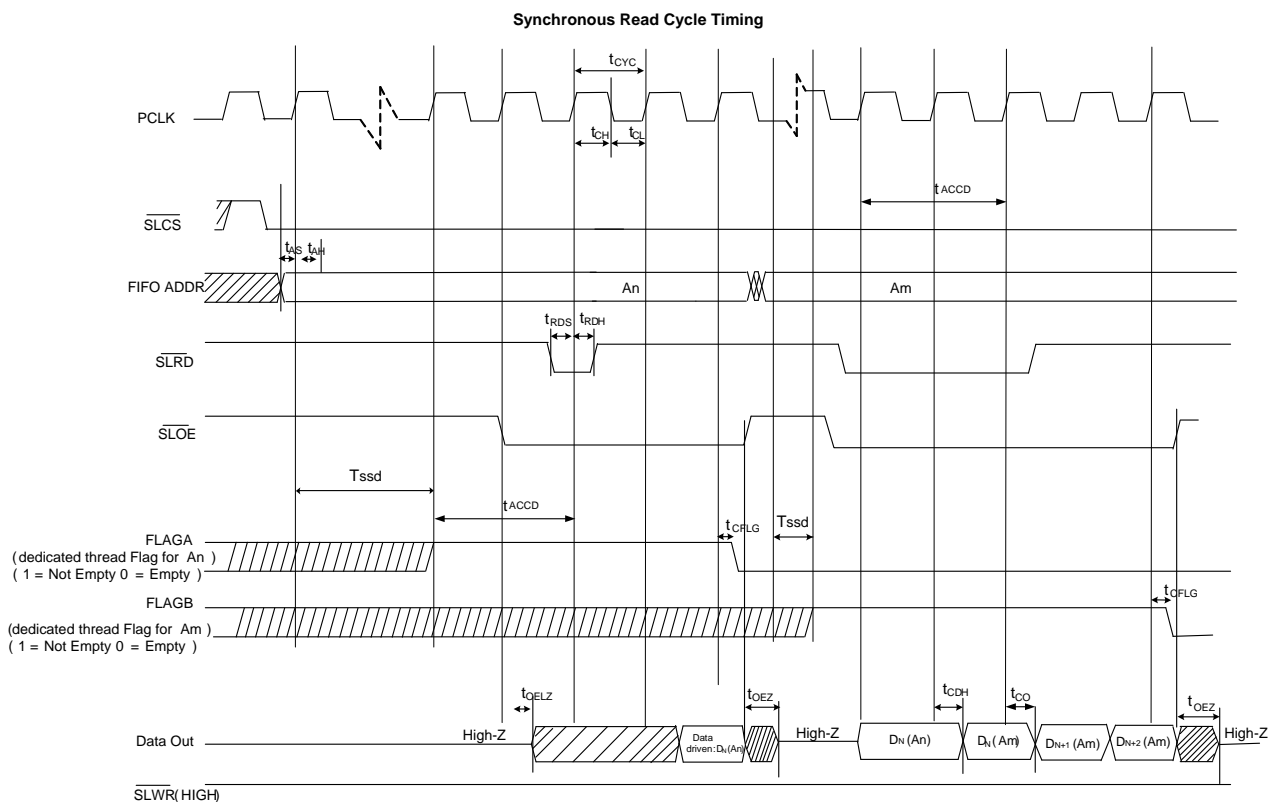 Synchronous Read Cycle Timing
tCYC
PCLK
tCH
tCL
tACCD
SLCS
tAS
tAH
FIFO ADDR
An
Am
tRDS
tRDH
SLRD
SLOE
Tssd
tACCD
tCFLG
Tssd
FLAGA
(dedicated thread Flag for An )
( 1 = Not Empty 0 = Empty )
FLAGB
tCFLG
(dedicated thread Flag for Am )
( 1 = Not Empty 0 = Empty )
tOELZ
tOEZ
tCDH
tCO
tOEZ
Data Out
High-Z
Data
driven:DN(An)
High-Z
DN(An)
DN(Am)
DN+1 (Am)
DN+2 (Am)
High-Z
SLWR(HIGH)